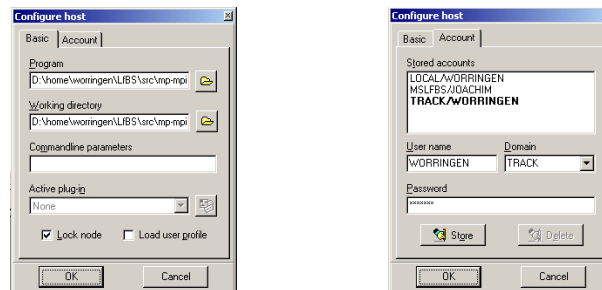 Configure host
Basic Account
Program
D:\home\worringen\LfBS\src\mp-mpi
Working directory
D:\home\worringen\LfBS\src\mp-mpi
Commandline parameters
Active plug-in
None
Lock node Load user profile
OK Cancel
Configure host
Basic Account
Stored accounts
LOCAL/WORRINGEN
MSLFBS/JOACHIM
TRACK/WORRINGEN
User name Domain
WORRINGEN TRACK
Password
*******
Store Delete
OK Cancel